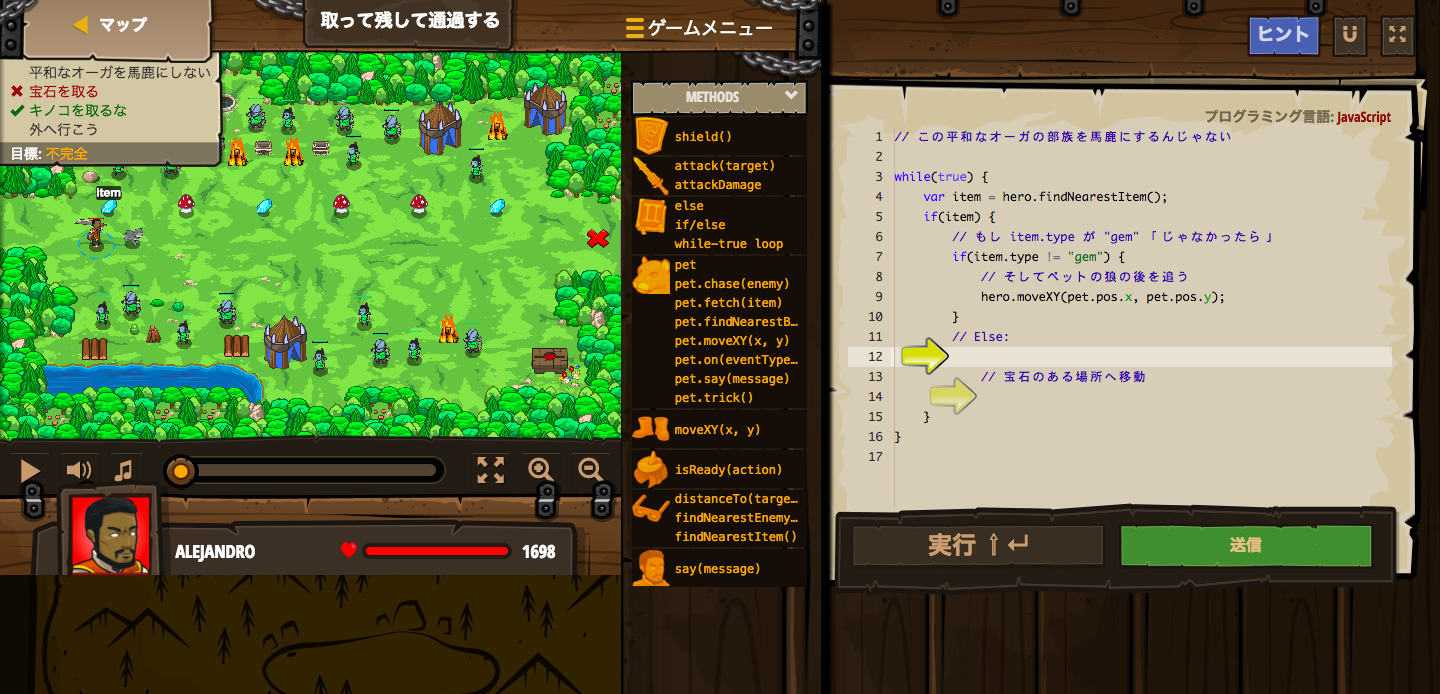 マップ
取って残して通過する
ゲームメニュー
ヒント
平和なオーガを馬鹿にしない
宝石を取る
キノコを取るな
外へ行こう
目標: 不完全
Item
METHODS
shield()
attack(target)
attackDamage
else
if/else
while-true loop
pet
pet.chase(enemy)
pet.fetch(item)
pet.findNearestB…
pet.moveXY(x, y)
pet.on(eventType…
pet.say(message)
pet.trick()
moveXY(x, y)
isReady(action)
distanceTo(targe…
findNearestEnemy…
findNearestItem()
say(message)
ALEJANDRO
1698
プログラミング言語: JavaScript
1 // この平和なオーガの部族を馬鹿にするんじゃない
2
3 while(true) {
4 var item = hero.findNearestItem();
5 if(item) {
6 // もし item.type が "gem" 「じゃなかったら」
7 if(item.type != "gem") {
8 // そしてペットの狼の後を追う
9 hero.moveXY(pet.pos.x, pet.pos.y);
10 }
11 // Else:
12
13 // 宝石のある場所へ移動
14
15 }
16 }
17
実行 ⇧↵
送信